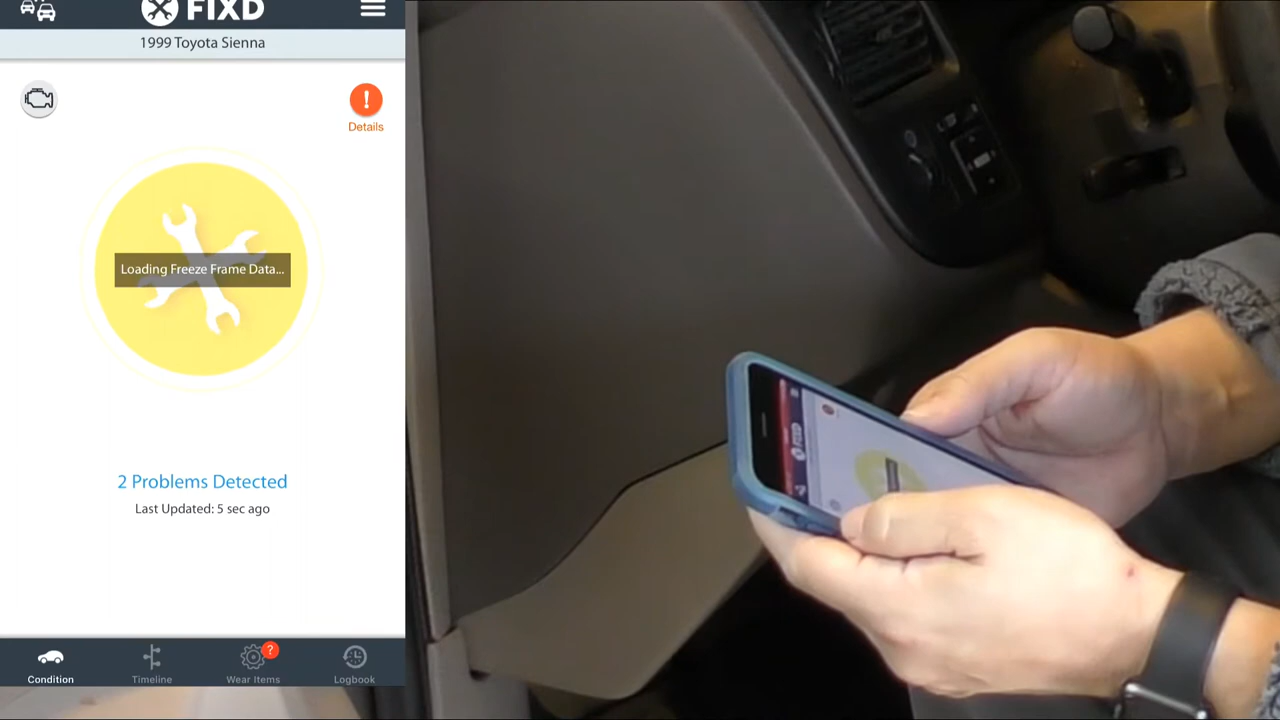 FIXD
1999 Toyota Sienna
!
Details
Loading Freeze Frame Data...
2 Problems Detected
Last Updated: 5 sec ago
?
Condition
Timeline
Wear Items
Logbook
FIXD